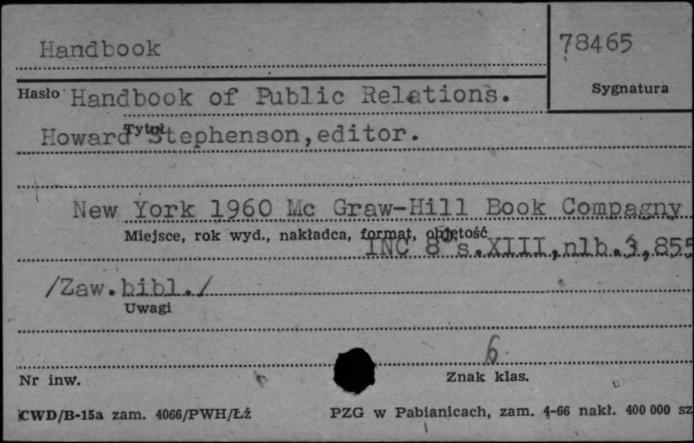 Handbook
78465
Hasło Handbook of Public Relations.
Sygnatura
Tytuł
Howard Stephenson,editor.
New York 1960 Mc Graw-Hill Book Compagny
Miejsce, rok wyd., nakładca, format, objętość
INC 8° s.XIII,nlb.3,855
/Zaw.bibl./
Uwagi
6
Nr inw.
Znak klas.
CWD/B-15a zam. 4066/PWH/Łż
PZG w Pabianicach, zam. 4-66 nakł. 400 000 sz